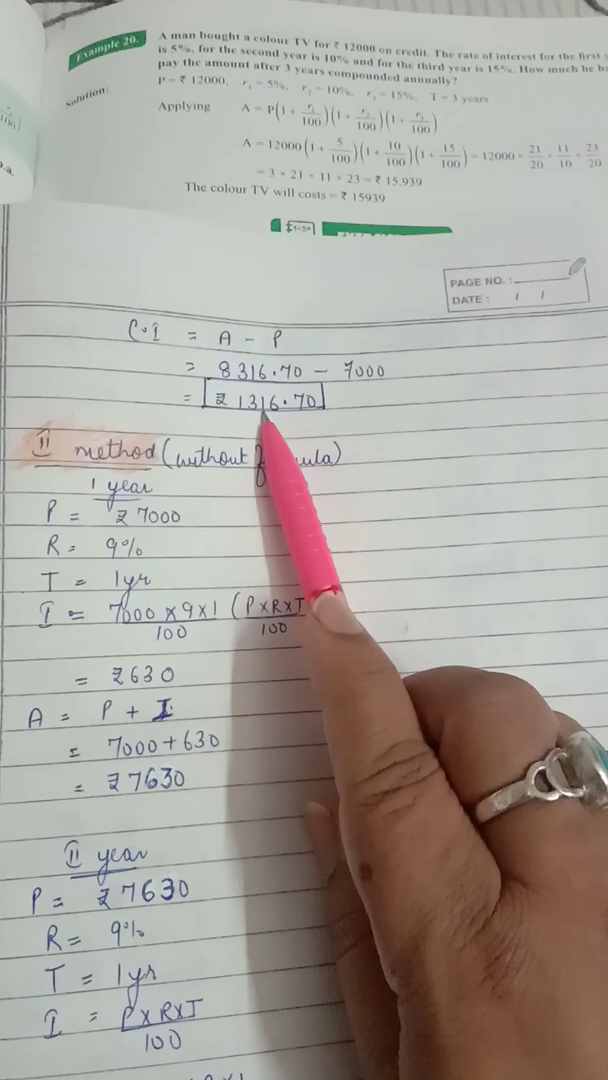 Example 20.
A man bought a colour TV for ₹ 12000 on credit. The rate of interest for the first
is 5%, for the second year is 10% and for the third year is 15%. How much he
pay the amount after 3 years compounded annually?
Solution:
P = ₹ 12000, r₁ = 5%, r₂ = 10%, r₃ = 15%, T = 3 years
Applying A = P(1 + r₁/100)(1 + r₂/100)(1 + r₃/100)
A = 12000(1 + 5/100)(1 + 10/100)(1 + 15/100) = 12000 × 21/20 × 11/10 × 23/20
= 3 × 21 × 11 × 23 = ₹ 15,939
The colour TV will costs = ₹ 15939
PAGE NO. :
DATE : / /
C.I = A - P
= 8316.70 - 7000
= ₹ 1316.70
II method (without
1 year
P = ₹ 7000
R = 9%
T = 1yr
I = 7000 × 9 × 1/100 (P×R×T/100
= ₹630
A = P + I
= 7000+630
= ₹ 7630
II year
P = ₹ 7630
R = 9%
T = 1yr
I = P×R×T/100